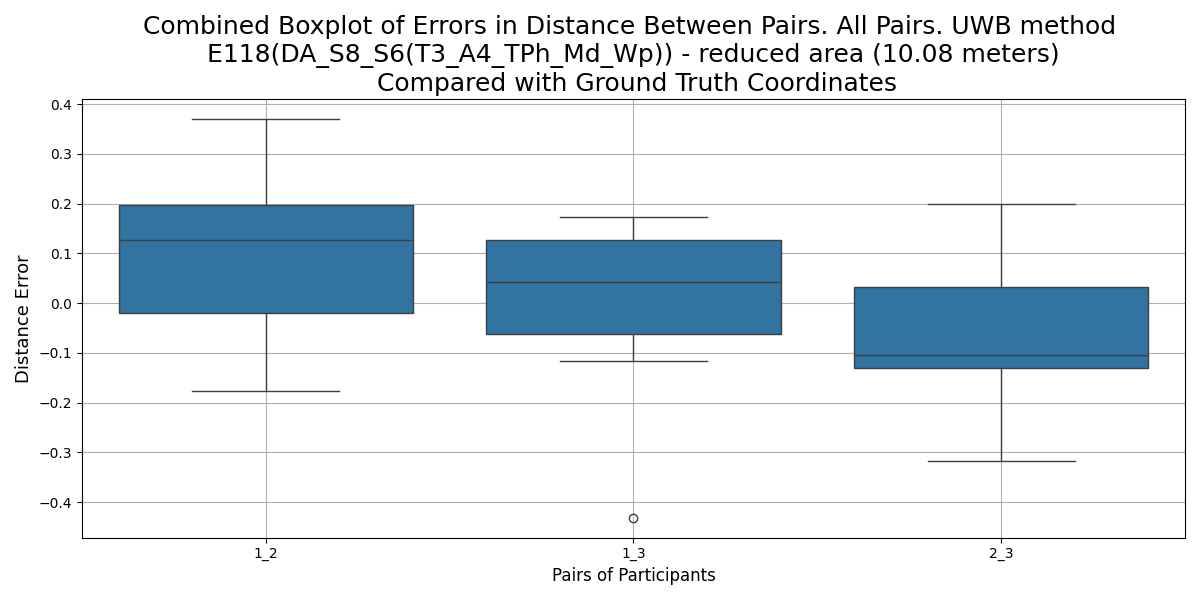 Combined Boxplot of Errors in Distance Between Pairs. All Pairs. UWB method
E118(DA_S8_S6(T3_A4_TPh_Md_Wp)) - reduced area (10.08 meters)
Compared with Ground Truth Coordinates
0.4
0.3
0.2
0.1
0.0
−0.1
−0.2
−0.3
−0.4
Distance Error
1_2
1_3
2_3
Pairs of Participants